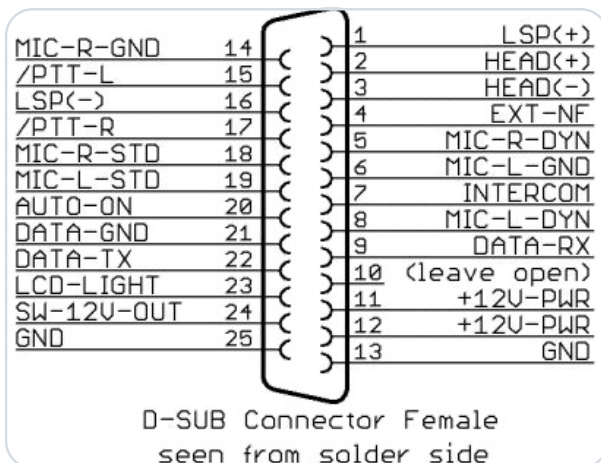 MIC-R-GND 14
/PTT-L 15
LSP(-) 16
/PTT-R 17
MIC-R-STD 18
MIC-L-STD 19
AUTO-ON 20
DATA-GND 21
DATA-TX 22
LCD-LIGHT 23
SW-12V-OUT 24
GND 25
1 LSP(+)
2 HEAD(+)
3 HEAD(-)
4 EXT-NF
5 MIC-R-DYN
6 MIC-L-GND
7 INTERCOM
8 MIC-L-DYN
9 DATA-RX
10 (leave open)
11 +12V-PWR
12 +12V-PWR
13 GND
D-SUB Connector Female
seen from solder side